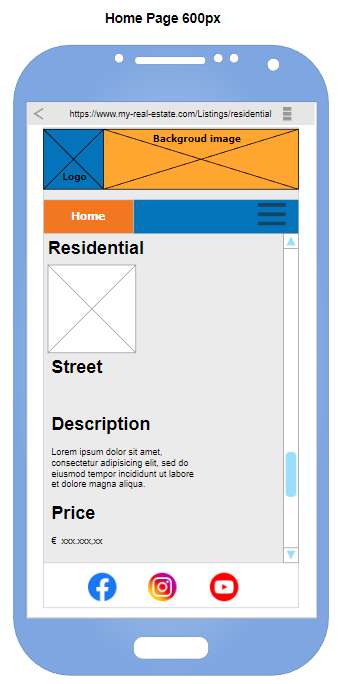 Home Page 600px
https://www.my-real-estate.com/Listings/residential
Backgroud image
Logo
Home
Residential
Street
Description
Lorem ipsum dolor sit amet,
consectetur adipisicing elit, sed do
eiusmod tempor incididunt ut labore
et dolore magna aliqua.
Price
€ xxx.xxx,xx